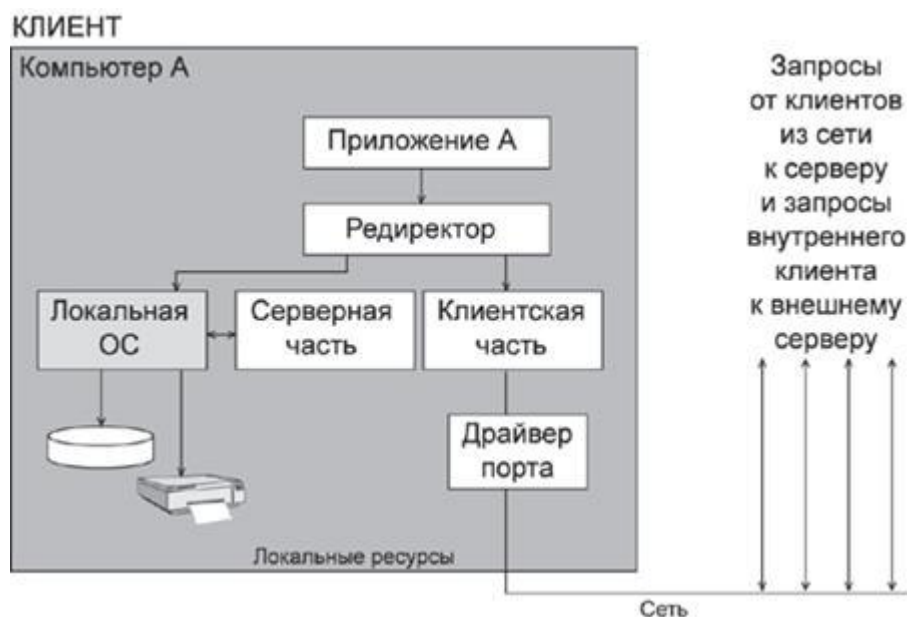 КЛИЕНТ
Компьютер А
Приложение А
Редиректор
Локальная
ОС
Серверная
часть
Клиентская
часть
Драйвер
порта
Локальные ресурсы
Сеть
Запросы
от клиентов
из сети
к серверу
и запросы
внутреннего
клиента
к внешнему
серверу